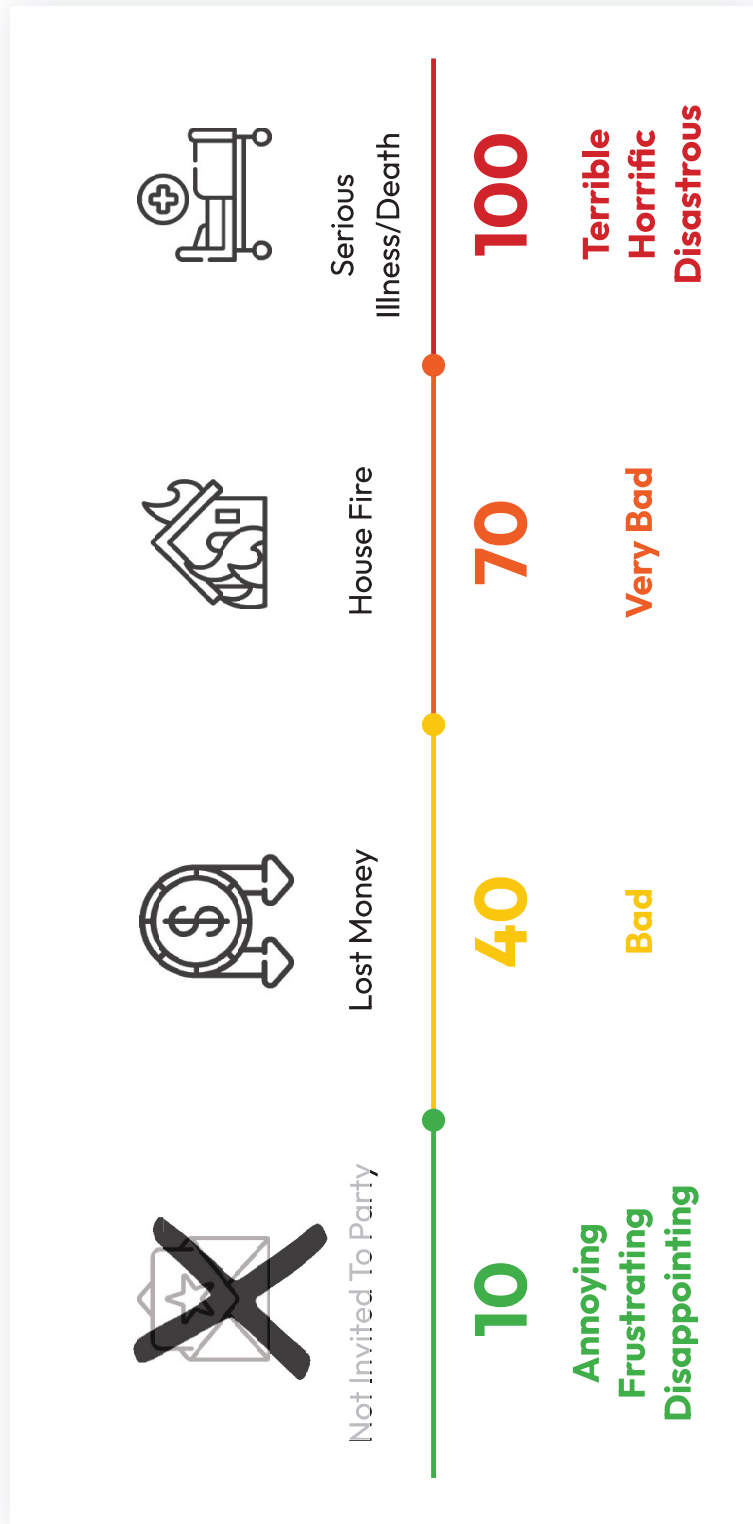 Not Invited To Party
Lost Money
House Fire
Serious
Illness/Death
10
40
70
100
Annoying
Frustrating
Disappointing
Bad
Very Bad
Terrible
Horrific
Disastrous